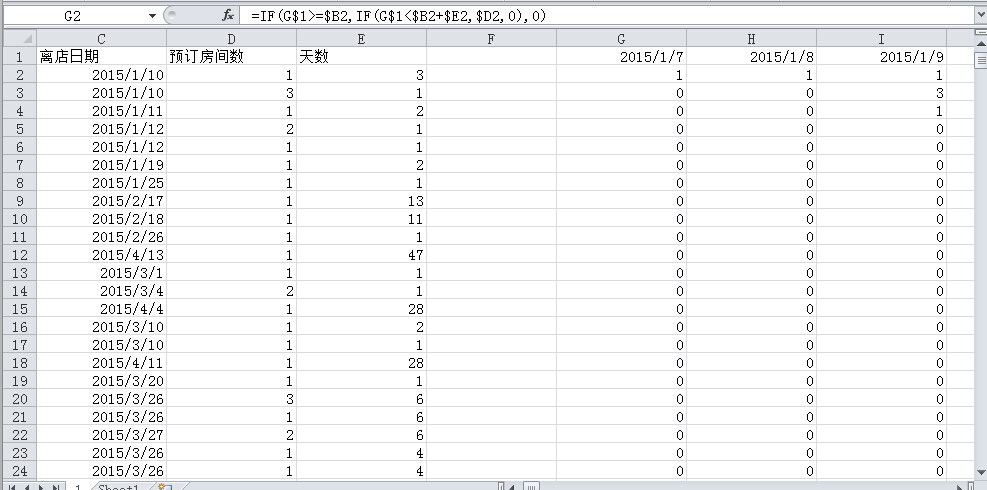 G2 fx =IF(G$1>=$B2,IF(G$1<$B2+$E2,$D2,0),0)
C D E F G H I
1 离店日期 预订房间数 天数 2015/1/7 2015/1/8 2015/1/9
2 2015/1/10 1 3 1 1 1
3 2015/1/10 3 1 0 0 3
4 2015/1/11 1 2 0 0 1
5 2015/1/12 2 1 0 0 0
6 2015/1/12 1 1 0 0 0
7 2015/1/19 1 2 0 0 0
8 2015/1/25 1 1 0 0 0
9 2015/2/17 1 13 0 0 0
10 2015/2/18 1 11 0 0 0
11 2015/2/26 1 1 0 0 0
12 2015/4/13 1 47 0 0 0
13 2015/3/1 1 1 0 0 0
14 2015/3/4 2 1 0 0 0
15 2015/4/4 1 28 0 0 0
16 2015/3/10 1 2 0 0 0
17 2015/3/10 1 1 0 0 0
18 2015/4/11 1 28 0 0 0
19 2015/3/20 1 1 0 0 0
20 2015/3/26 3 6 0 0 0
21 2015/3/26 1 6 0 0 0
22 2015/3/27 2 6 0 0 0
23 2015/3/26 1 4 0 0 0
24 2015/3/26 1 4 0 0 0
1 Sheet1